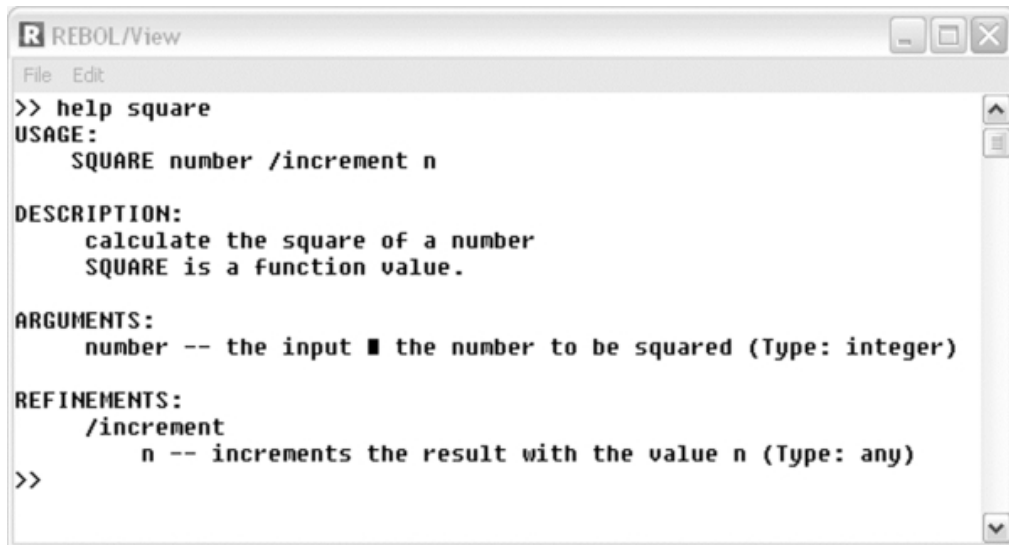 REBOL/View
File Edit
>> help square
USAGE:
SQUARE number /increment n
DESCRIPTION:
calculate the square of a number
SQUARE is a function value.
ARGUMENTS:
number -- the input ∎ the number to be squared (Type: integer)
REFINEMENTS:
/increment
n -- increments the result with the value n (Type: any)
>>